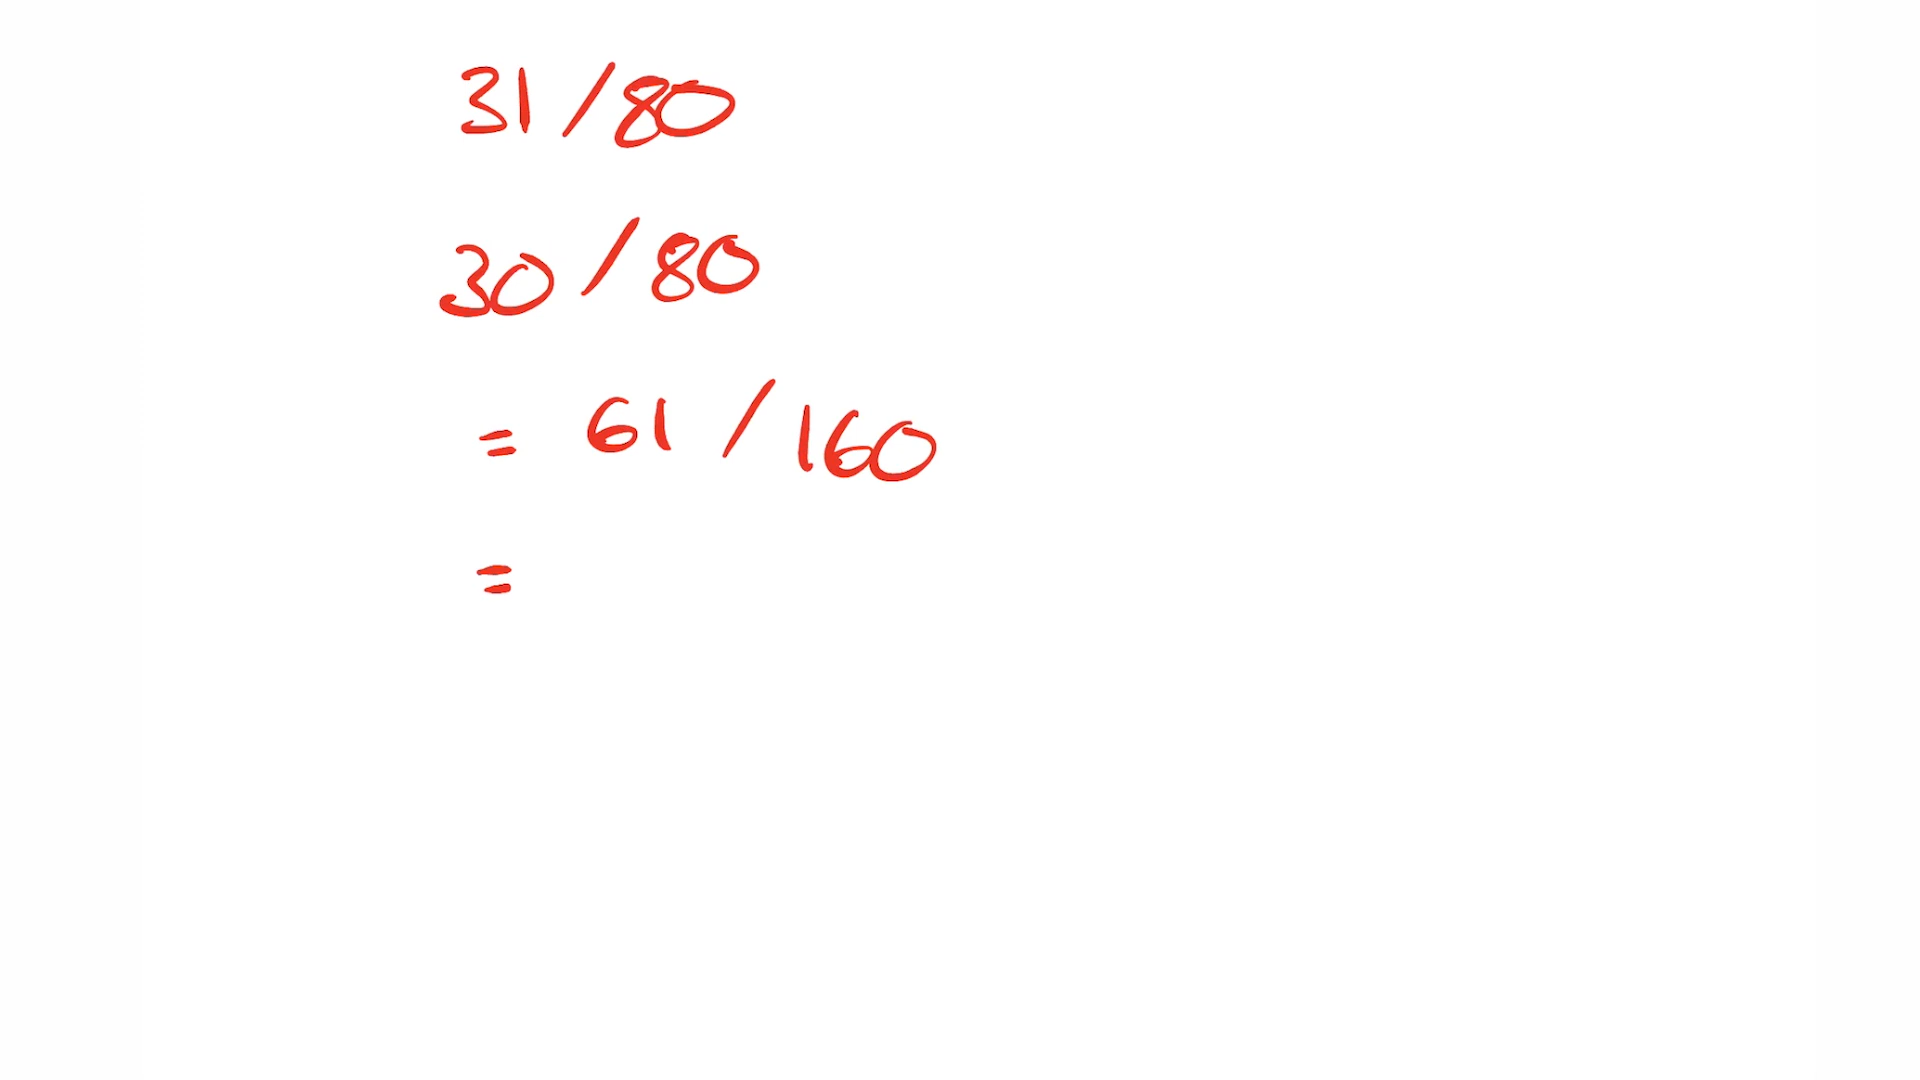 31/80
30/80
= 61/160
=